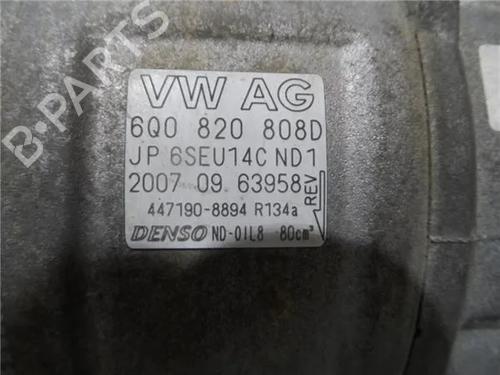 B-PARTS
VW AG
6Q0 820 808D
JP 6SEU14C ND1
2007 09 63958
REV
447190-8894 R134a
DENSO ND-OIL8 80cm³